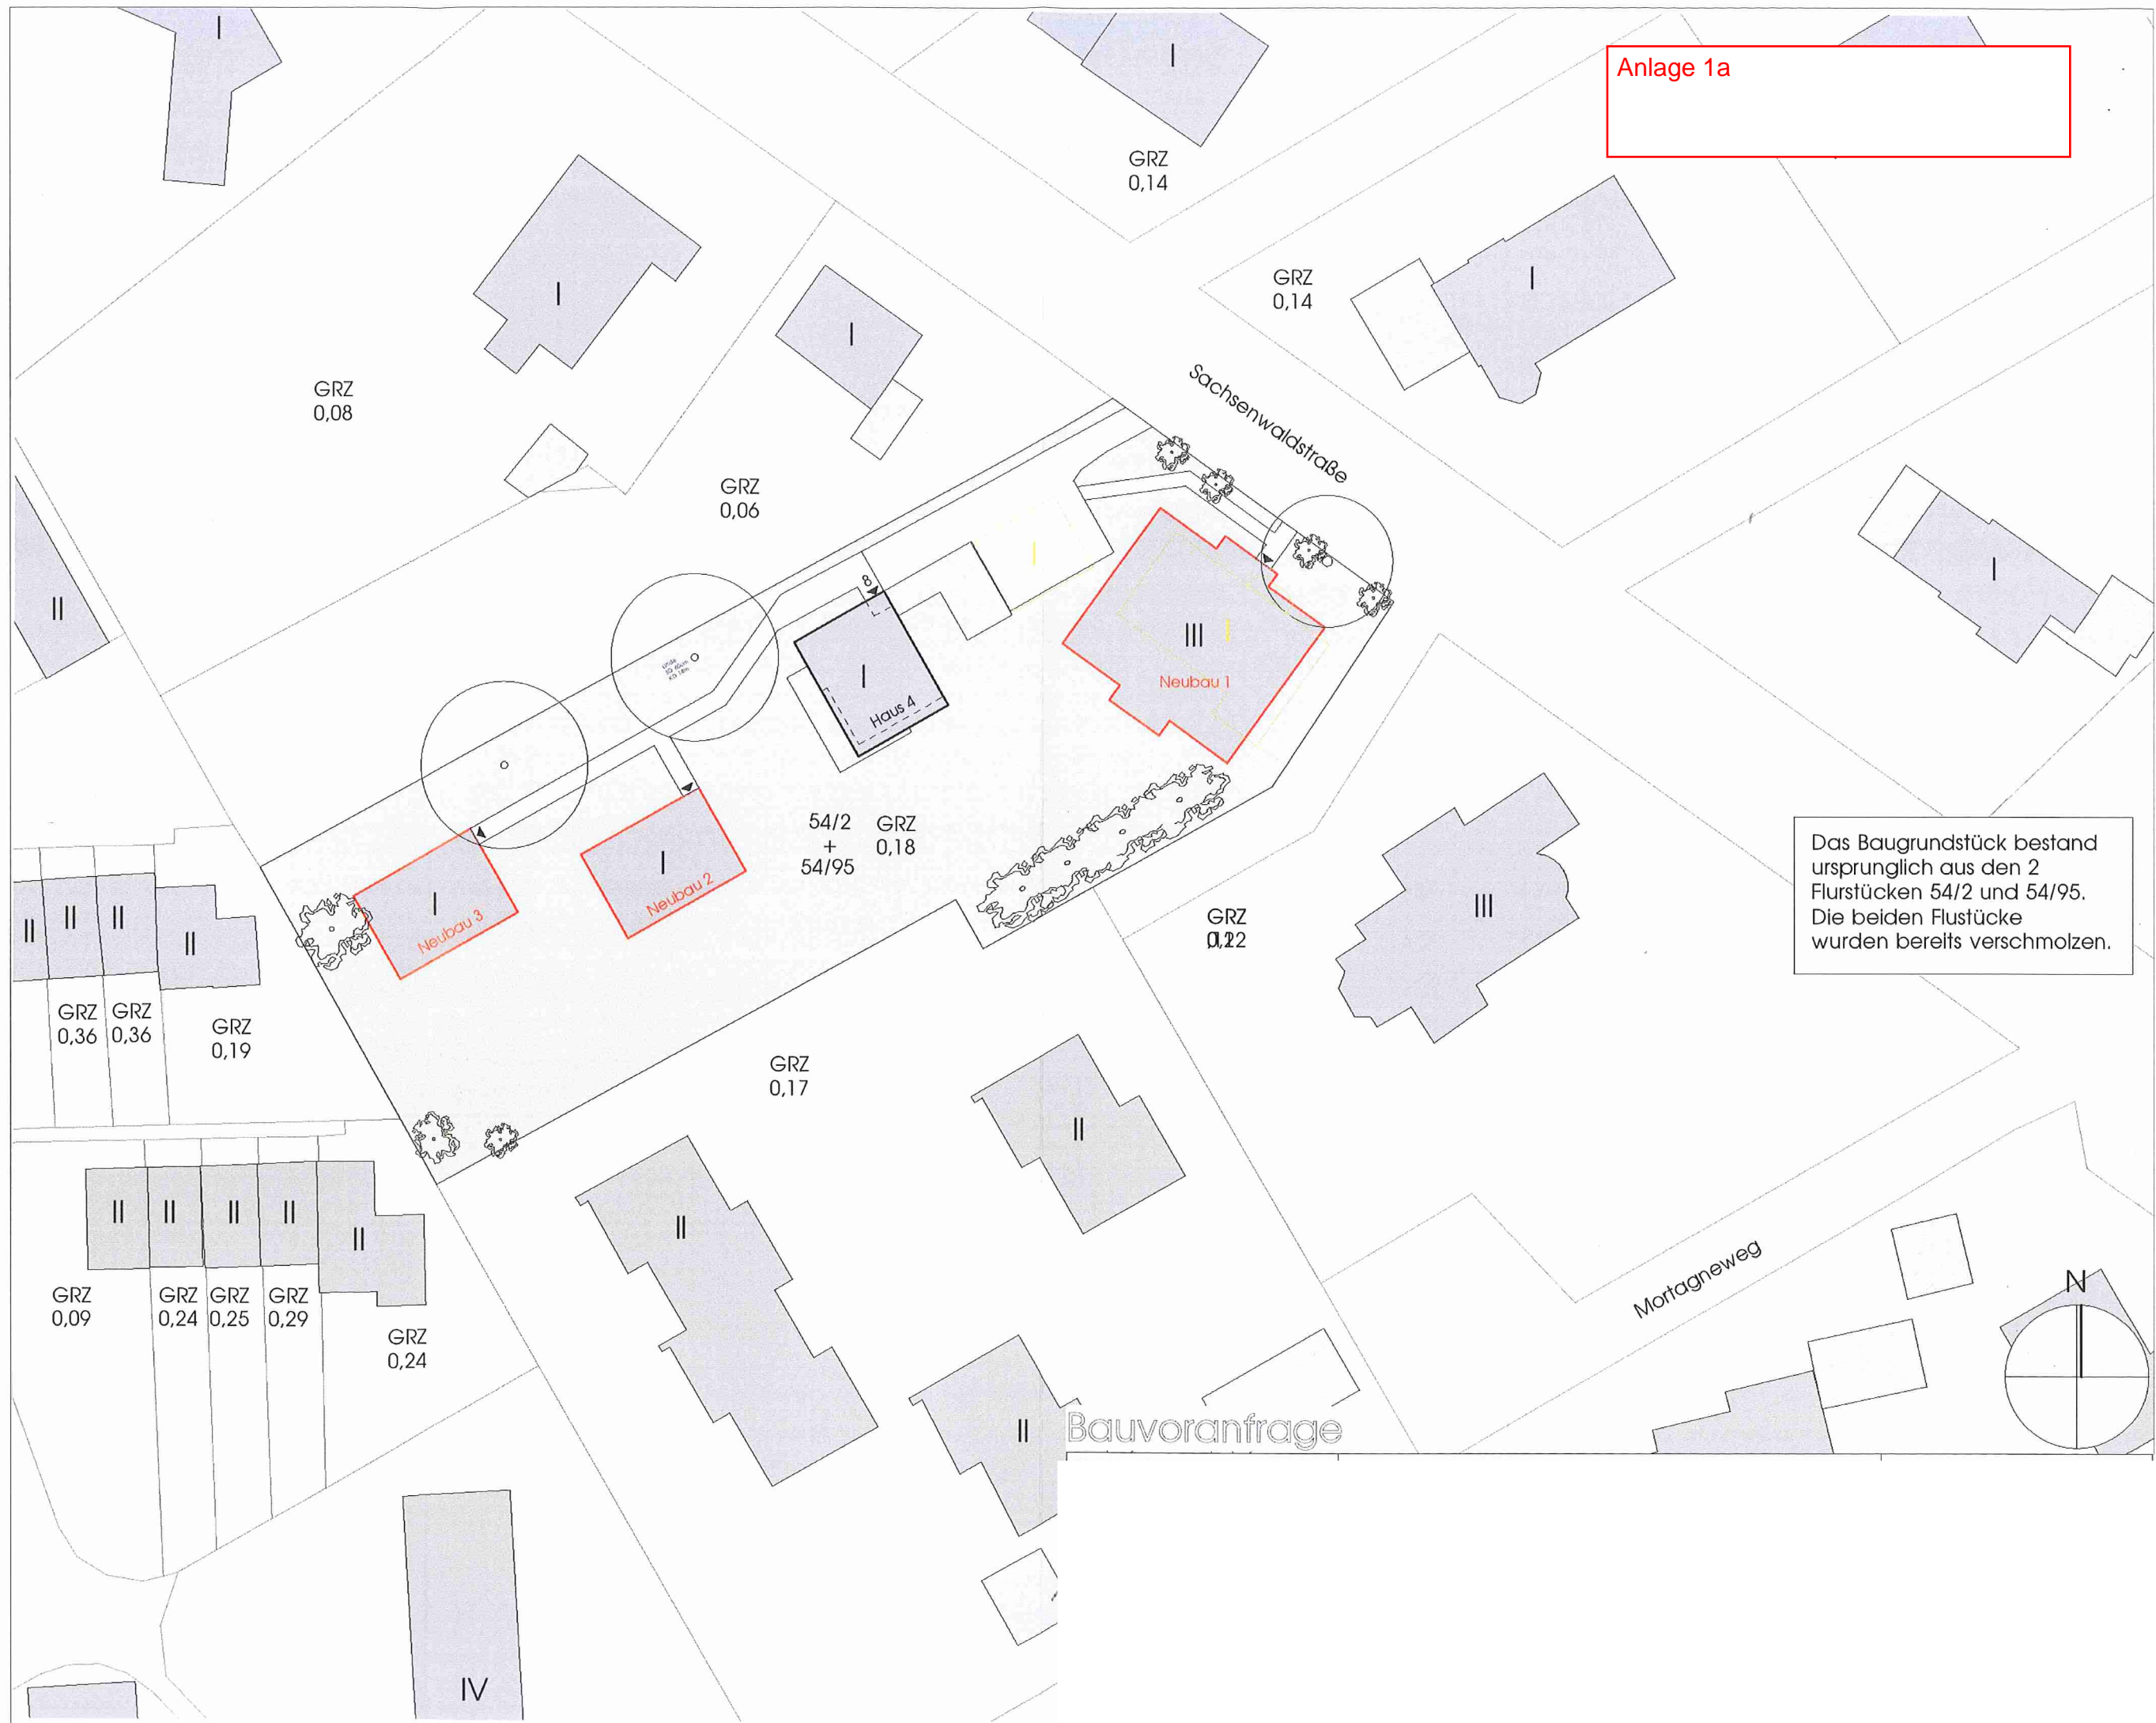 I
I
Anlage 1a
GRZ
0,14
I
I
GRZ
0,14
I
GRZ
0,08
Sachsenwaldstraße
GRZ
0,06
I
I
II
8
III
I
Neubau 1
I
Haus 4
54/2
+
54/95
GRZ
0,18
I
Neubau 2
I
Neubau 3
Das Baugrundstück bestand
ursprunglich aus den 2
Flurstücken 54/2 und 54/95.
Die beiden Flustücke
wurden bereits verschmolzen.
II
II
II
II
GRZ
III
GRZ
0,36
GRZ
0,36
GRZ
0,19
GRZ
0,17
II
II
II
II
II
II
II
Mortagneweg
N
GRZ
0,09
GRZ
0,24
GRZ
0,25
GRZ
0,29
GRZ
0,24
II
Bauvoranfrage
IV